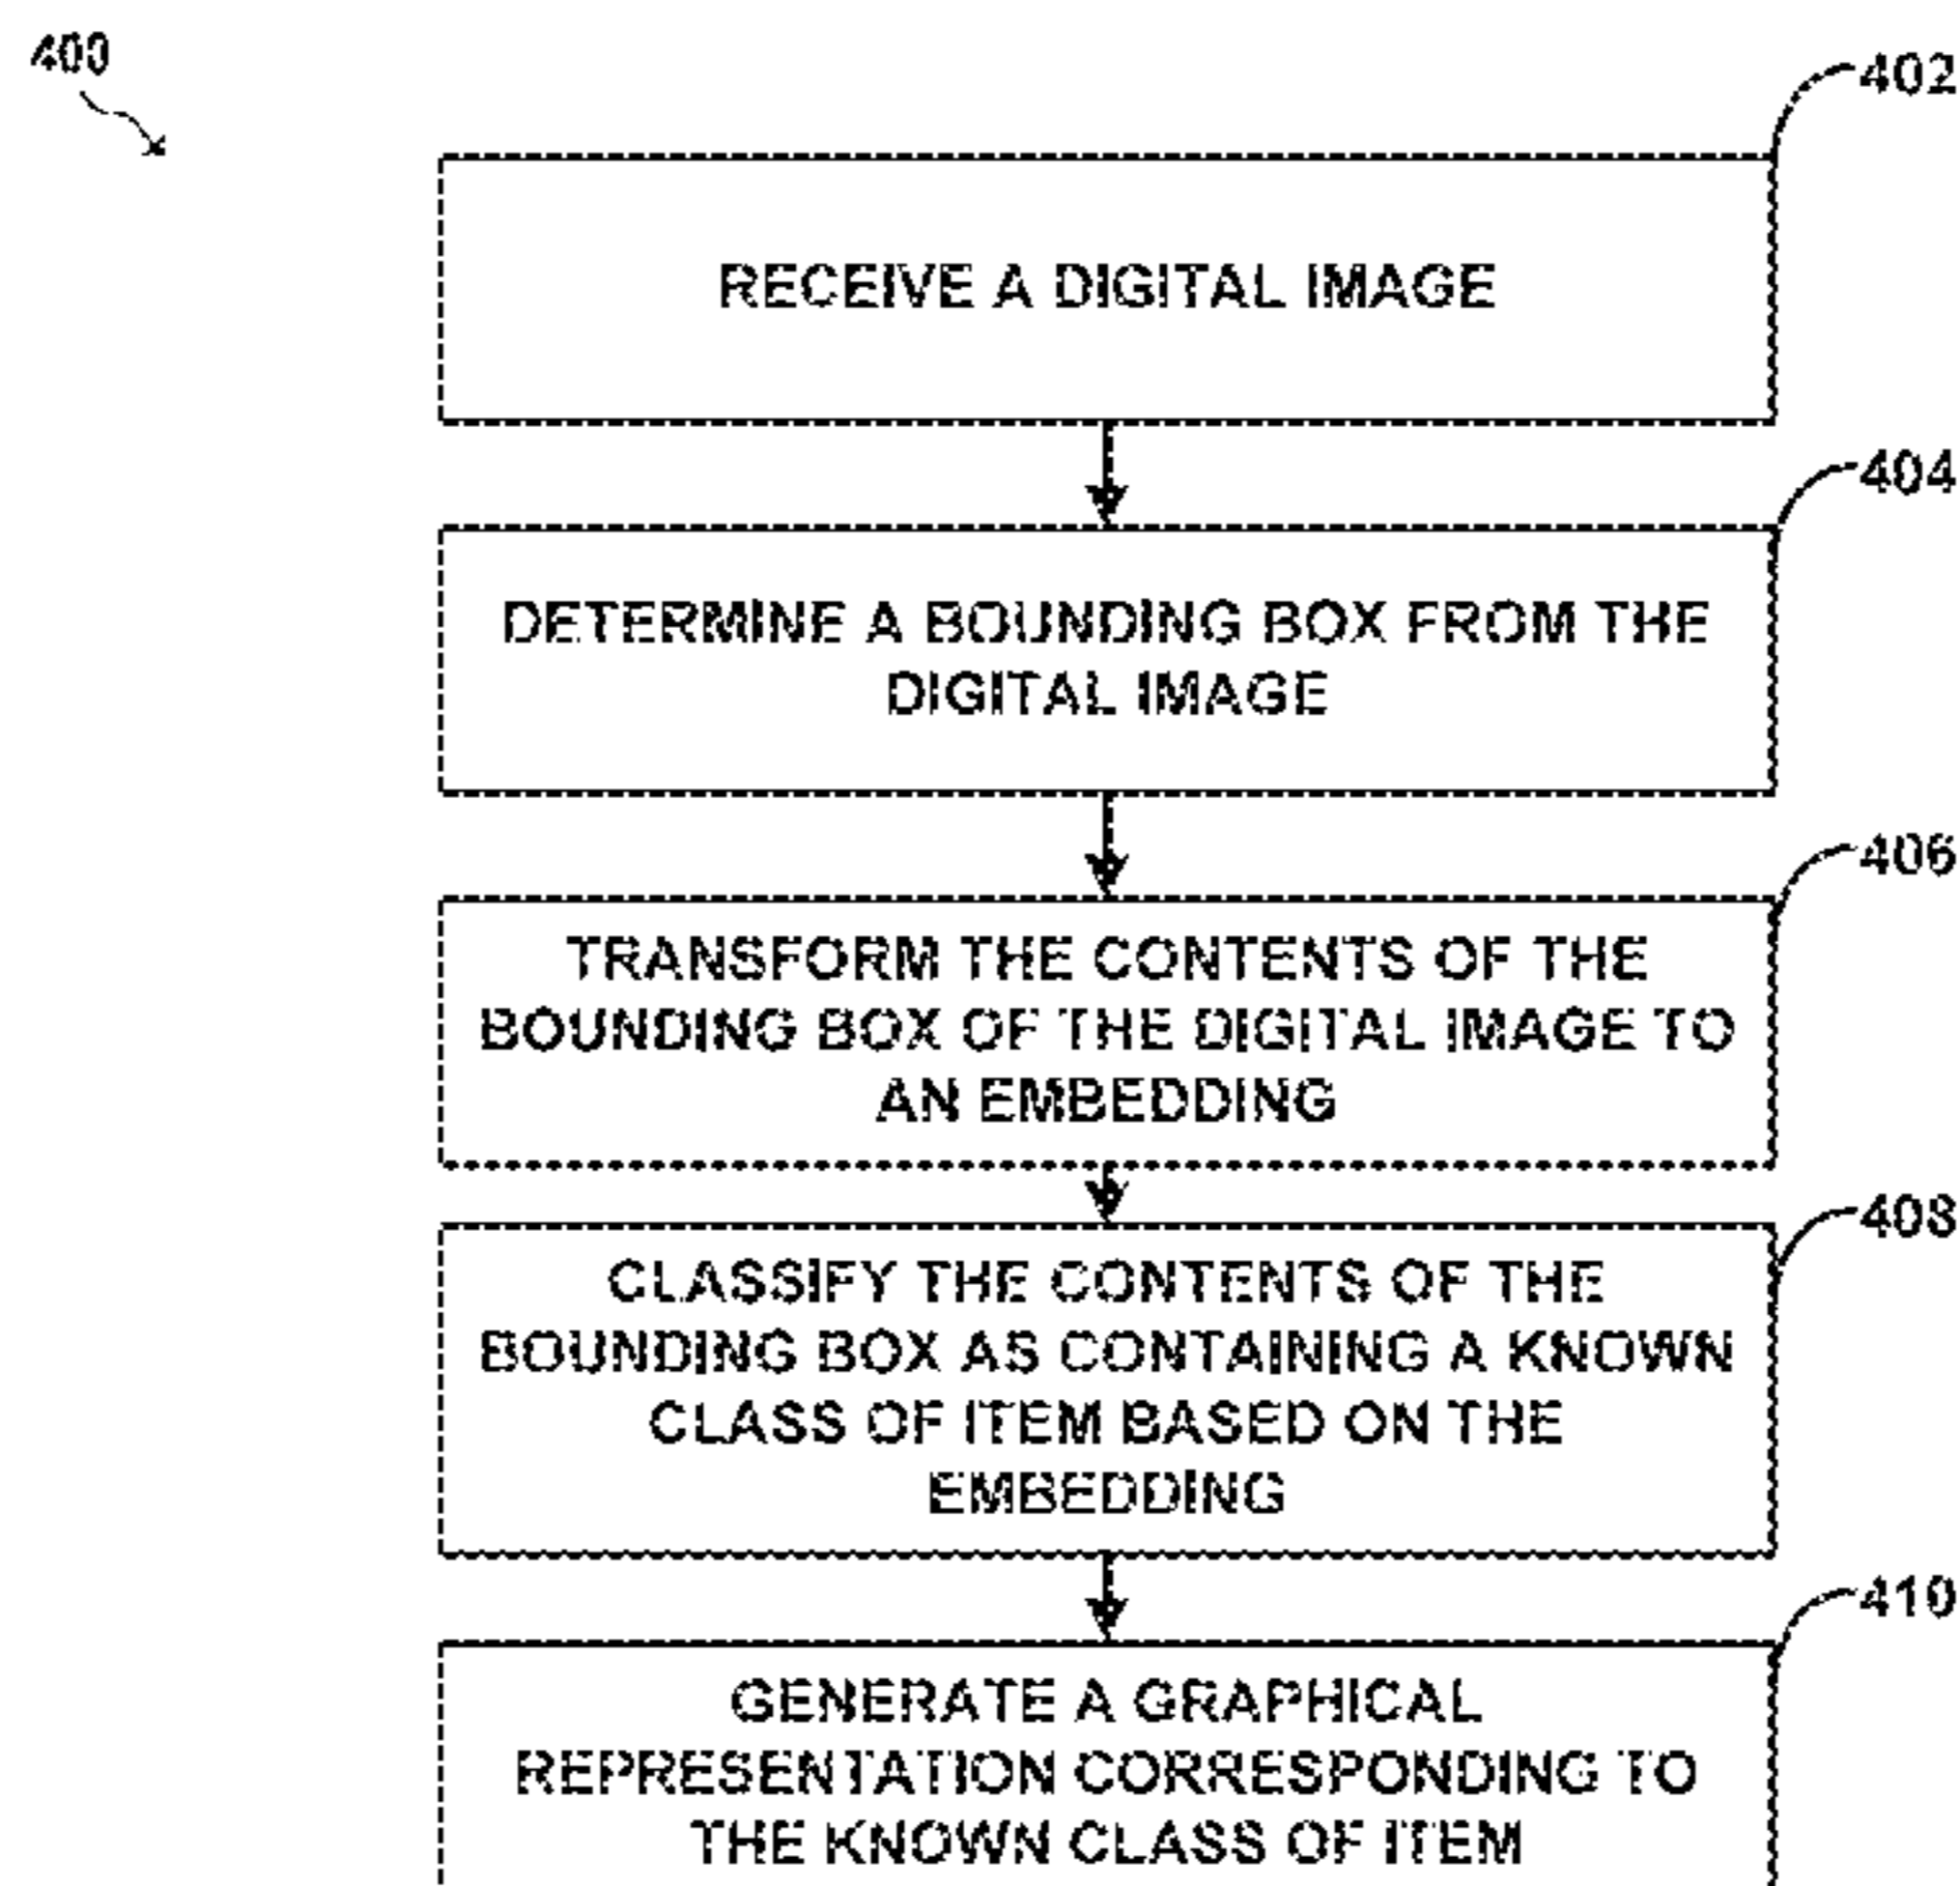 400
402
RECEIVE A DIGITAL IMAGE
404
DETERMINE A BOUNDING BOX FROM THE
DIGITAL IMAGE
406
TRANSFORM THE CONTENTS OF THE
BOUNDING BOX OF THE DIGITAL IMAGE TO
AN EMBEDDING
408
CLASSIFY THE CONTENTS OF THE
BOUNDING BOX AS CONTAINING A KNOWN
CLASS OF ITEM BASED ON THE
EMBEDDING
410
GENERATE A GRAPHICAL
REPRESENTATION CORRESPONDING TO
THE KNOWN CLASS OF ITEM